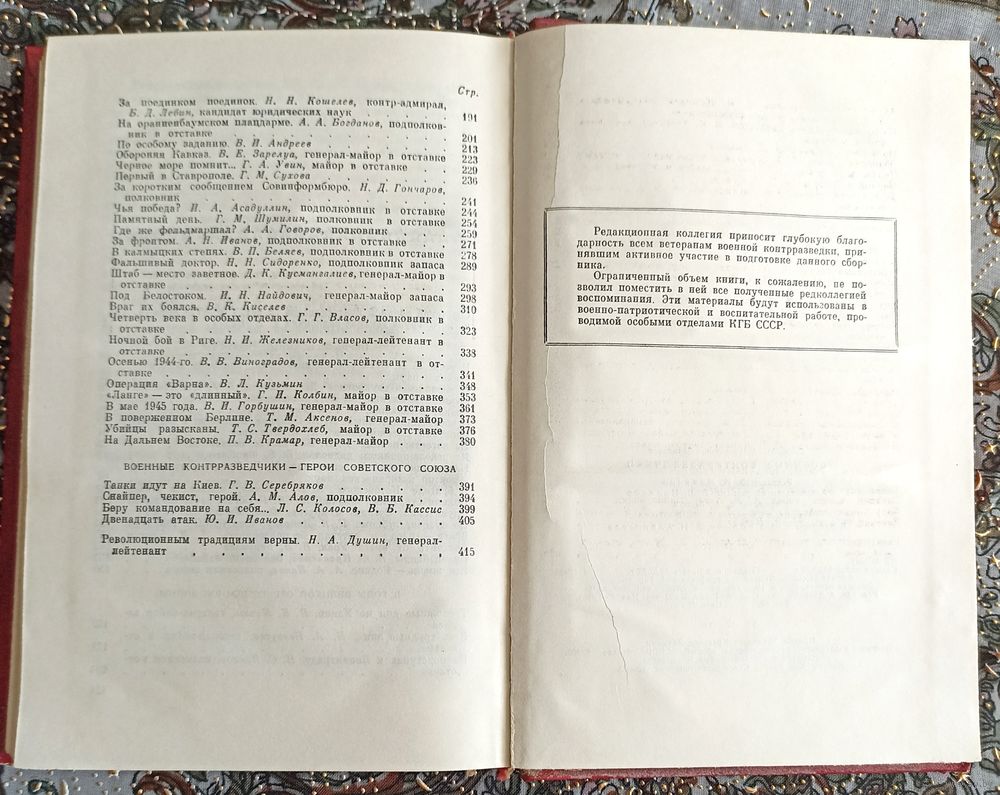 Стр.
За поединком поединок. Н. Н. Кошелев, контр-адмирал,
Б. Д. Левин, кандидат юридических наук . . . . . 191
На ораниенбаумском плацдарме. А. А. Богданов, подполков-
ник в отставке . . . . . . . . . . . 201
По особому заданию. В. И. Андреев . . . . . . 213
Обороняя Кавказ. В. Е. Зарелуа, генерал-майор в отставке 223
Черное море помнит... Г. А. Увин, майор в отставке . . 229
Первый в Ставрополе. Г. М. Сухова . . . . . . 236
За коротким сообщением Совинформбюро. Н. Д. Гончаров,
полковник . . . . . . . . . . . . 241
Чья победа? И. А. Асадуллин, подполковник в отставке 244
Памятный день. Г. М. Шумилин, полковник в отставке 254
Где же фольдмаршал? А. А. Говоров, полковник . . 259
За фронтом. А. Н. Иванов, подполковник в отставке . . 271
В калмыцких степях. В. П. Беляев, подполковник в отставке 278
Фальшивый доктор. Н. Н. Сидоренко, подполковник запаса 289
Штаб — место заветное. Д. К. Кусмангалиев, генерал-майор в
отставке . . . . . . . . . . . . 293
Под Белостоком. И. Н. Найдович, генерал-майор запаса 298
Враг их боялся. В. К. Киселев . . . . . . . 310
Четверть века в особых отделах. Г. Г. Власов, полковник в
отставке . . . . . . . . . . . . 323
Ночной бой в Риге. Н. И. Железников, генерал-лейтенант в
отставке . . . . . . . . . . . . 333
Осенью 1944-го. В. В. Виноградов, генерал-лейтенант в от-
ставке . . . . . . . . . . . . . 341
Операция «Варна». В. Л. Кузьмин . . . . . . 348
«Ланге» — это «длинный». Г. И. Колбин, майор в отставке 353
В мае 1945 года. В. И. Горбушин, генерал-майор в отставке 361
В поверженном Берлине. Т. М. Аксенов, генерал-майор 373
Убийцы разысканы. Т. С. Твердохлеб, майор в отставке 376
На Дальнем Востоке. П. В. Крамар, генерал-майор . . . 380
ВОЕННЫЕ КОНТРРАЗВЕДЧИКИ — ГЕРОИ СОВЕТСКОГО СОЮЗА
Танки идут на Киев. Г. В. Серебряков . . . . . 391
Снайпер, чекист, герой. А. М. Алов, подполковник . . 394
Беру командование на себя... Л. С. Колосов, В. Б. Кассис 399
Двенадцать атак. Ю. И. Иванов . . . . . . . 405
Революционным традициям верны. Н. А. Душин, генерал-
лейтенант . . . . . . . . . . . . 415
Редакционная коллегия приносит глубокую благо-
дарность всем ветеранам военной контрразведки, при-
нявшим активное участие в подготовке данного сбор-
ника.
Ограниченный объем книги, к сожалению, не по-
зволил поместить в ней все полученные редколлегией
воспоминания. Эти материалы будут использованы в
военно-патриотической и воспитательной работе, про-
водимой особыми отделами КГБ СССР.